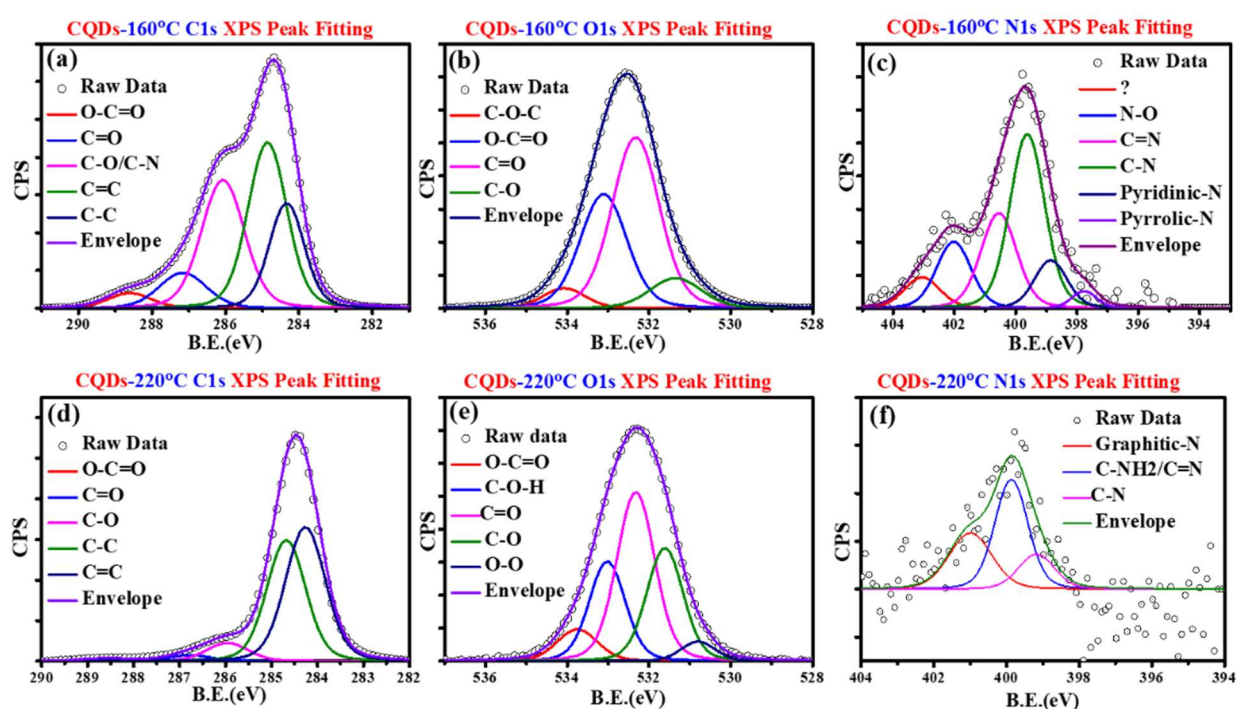 CQDs-160°C C1s XPS Peak Fitting
(a)
Raw Data
O-C=O
C=O
C-O/C-N
C=C
C-C
Envelope
CPS
290 288 286 284 282
B.E.(eV)
CQDs-160°C O1s XPS Peak Fitting
(b)
Raw Data
C-O-C
O-C=O
C=O
C-O
Envelope
CPS
536 534 532 530 528
B.E.(eV)
CQDs-160°C N1s XPS Peak Fitting
(c)
Raw Data
?
N-O
C=N
C-N
Pyridinic-N
Pyrrolic-N
Envelope
CPS
404 402 400 398 396 394
B.E.(eV)
CQDs-220°C C1s XPS Peak Fitting
(d)
Raw Data
O-C=O
C=O
C-O
C-C
C=C
Envelope
CPS
290 289 288 287 286 285 284 283 282
B.E.(eV)
CQDs-220°C O1s XPS Peak Fitting
(e)
Raw data
O-C=O
C-O-H
C=O
C-O
O-O
Envelope
CPS
536 534 532 530 528
B.E.(eV)
CQDs-220°C N1s XPS Peak Fitting
(f)
Raw Data
Graphitic-N
C-NH2/C=N
C-N
Envelope
CPS
404 402 400 398 396 394
B.E.(eV)